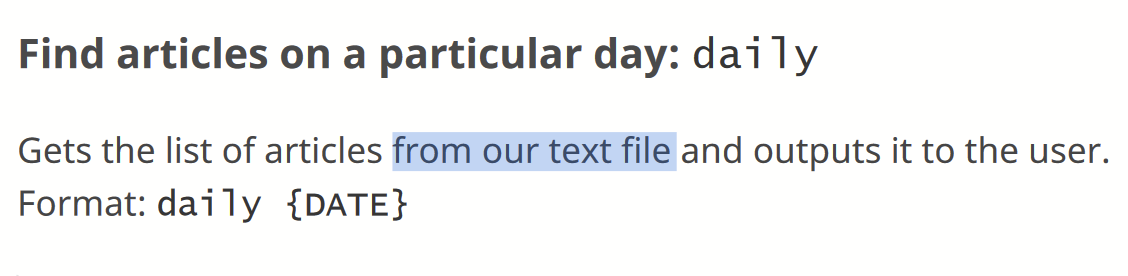 Find articles on a particular day: daily
Gets the list of articles from our text file and outputs it to the user.
Format: daily {DATE}